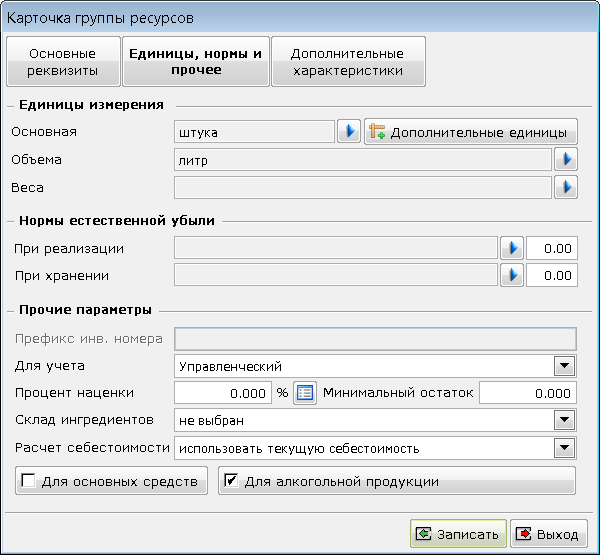 Карточка группы ресурсов
Основные реквизиты
Единицы, нормы и прочее
Дополнительные характеристики
Единицы измерения
Основная штука Дополнительные единицы
Объема литр
Веса
Нормы естественной убыли
При реализации 0.00
При хранении 0.00
Прочие параметры
Префикс инв. номера
Для учета Управленческий
Процент наценки 0.000 % Минимальный остаток 0.000
Склад ингредиентов не выбран
Расчет себестоимости использовать текущую себестоимость
Для основных средств Для алкогольной продукции
Записать Выход